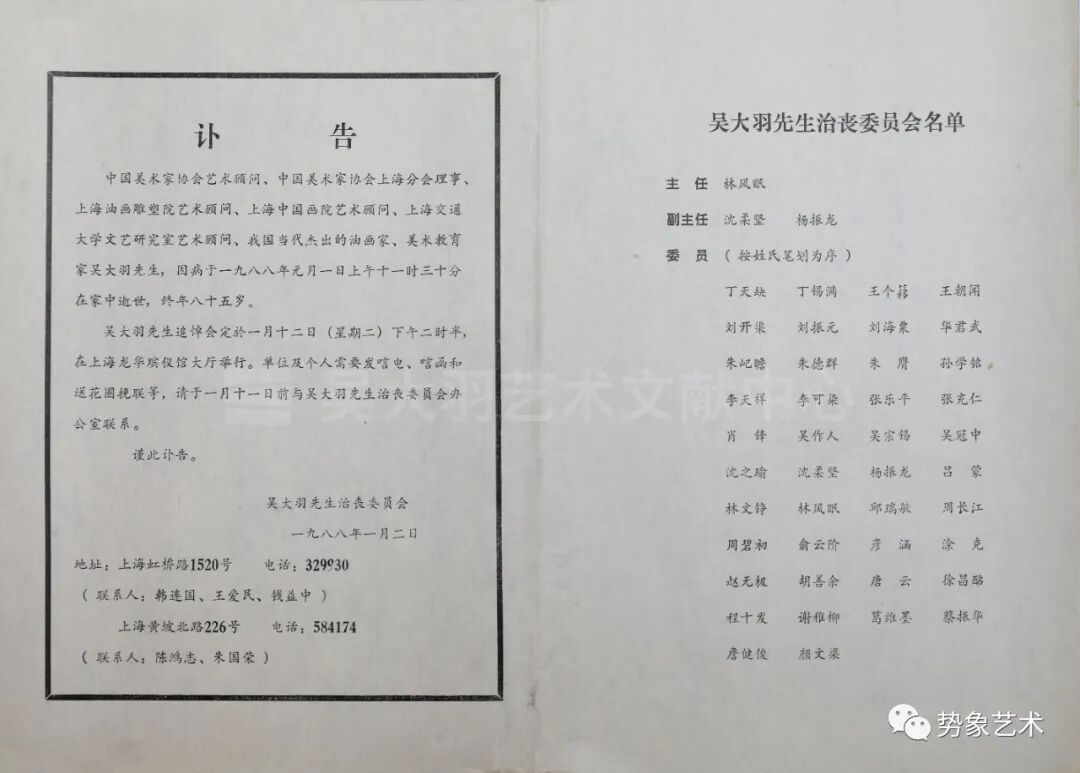 讣 告
中国美术家协会艺术顾问、中国美术家协会上海分会理事、
上海油画雕塑院艺术顾问、上海中国画院艺术顾问、上海交通
大学文艺研究室艺术顾问、我国当代杰出的油画家、美术教育
家吴大羽先生，因病于一九八八年元月一日上午十一时三十分
在家中逝世，终年八十五岁。
吴大羽先生追悼会定於一月十二日（星期二）下午二时半，
在上海龙华殡仪馆大厅举行。单位及个人需要发唁电、唁函和
送花圈挽联等，请于一月十一日前与吴大羽先生治丧委员会办
公室联系。
谨此讣告。
吴大羽先生治丧委员会
一九八八年一月二日
地址：上海虹桥路1520号 电话：329930
（联系人：韩连国、王爱民、钱益中）
上海黄坡北路226号 电话：584174
（联系人：陈鸿志、朱国荣）
吴大羽先生治丧委员会名单
主 任 林风眠
副主任 沈柔坚 杨振龙
委 员 （按姓氏笔划为序）
丁天缺 丁锡满 王个簃 王朝闻
刘开渠 刘振元 刘海粟 华君武
朱屺瞻 朱德群 朱 膺 孙学铭
李天祥 李可染 张乐平 张充仁
肖 锋 吴作人 吴宗锡 吴冠中
沈之瑜 沈柔坚 杨振龙 吕 蒙
林文铮 林风眠 邱瑞敏 周长江
周碧初 俞云阶 彦 涵 涂 克
赵无极 胡善余 唐 云 徐昌酩
程十发 谢稚柳 葛维墨 蔡振华
詹健俊 颜文梁
吴大羽艺术文献中心
势象艺术